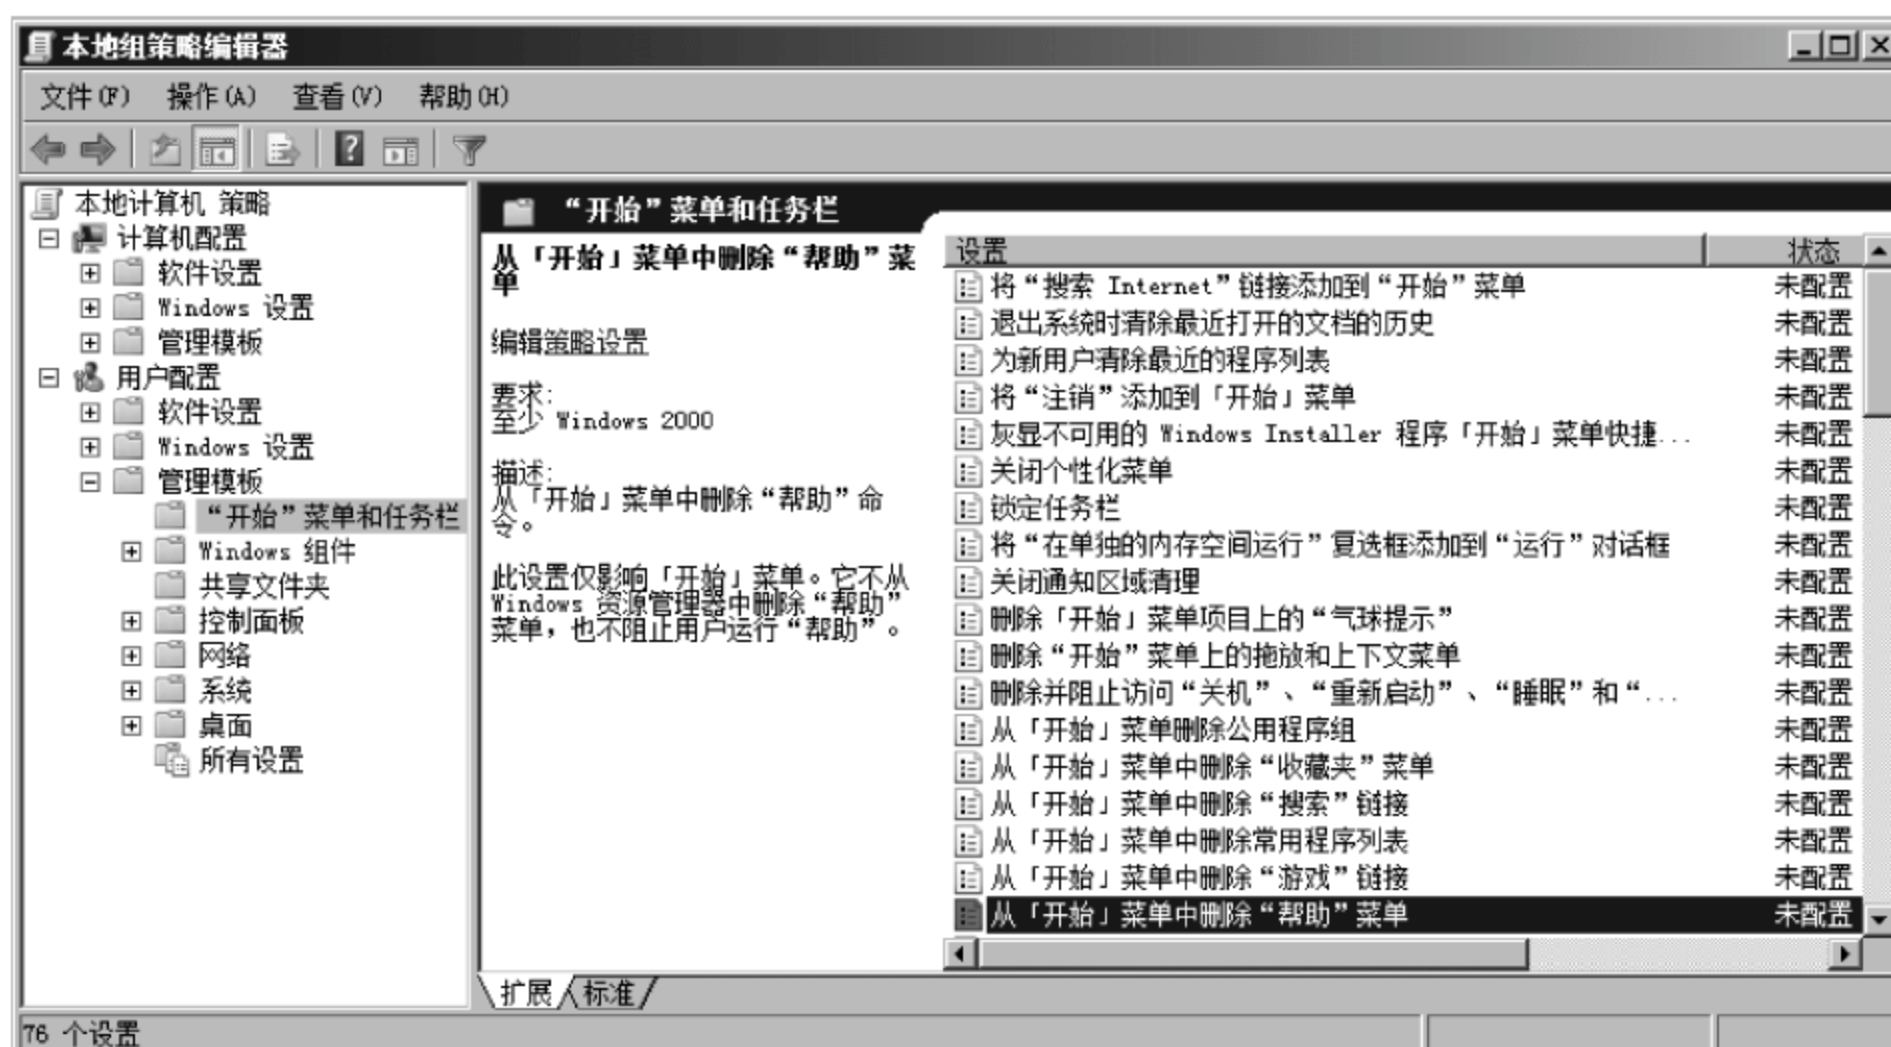 本地组策略编辑器
文件(F) 操作(A) 查看(V) 帮助(H)
本地计算机 策略
计算机配置
软件设置
Windows 设置
管理模板
用户配置
软件设置
Windows 设置
管理模板
“开始”菜单和任务栏
Windows 组件
共享文件夹
控制面板
网络
系统
桌面
所有设置
“开始”菜单和任务栏
从「开始」菜单中删除“帮助”菜
单
编辑策略设置
要求:
至少 Windows 2000
描述:
从「开始」菜单中删除“帮助”命
令。
此设置仅影响「开始」菜单。它不从
Windows 资源管理器中删除“帮助”
菜单，也不阻止用户运行“帮助”。
设置 状态
将“搜索 Internet”链接添加到“开始”菜单 未配置
退出系统时清除最近打开的文档的历史 未配置
为新用户清除最近的程序列表 未配置
将“注销”添加到「开始」菜单 未配置
灰显不可用的 Windows Installer 程序「开始」菜单快捷... 未配置
关闭个性化菜单 未配置
锁定任务栏 未配置
将“在单独的内存空间运行”复选框添加到“运行”对话框 未配置
关闭通知区域清理 未配置
删除「开始」菜单项目上的“气球提示” 未配置
删除“开始”菜单上的拖放和上下文菜单 未配置
删除并阻止访问“关机”、“重新启动”、“睡眠”和“... 未配置
从「开始」菜单删除公用程序组 未配置
从「开始」菜单中删除“收藏夹”菜单 未配置
从「开始」菜单中删除“搜索”链接 未配置
从「开始」菜单中删除常用程序列表 未配置
从「开始」菜单中删除“游戏”链接 未配置
从「开始」菜单中删除“帮助”菜单 未配置
扩展 标准
76 个设置